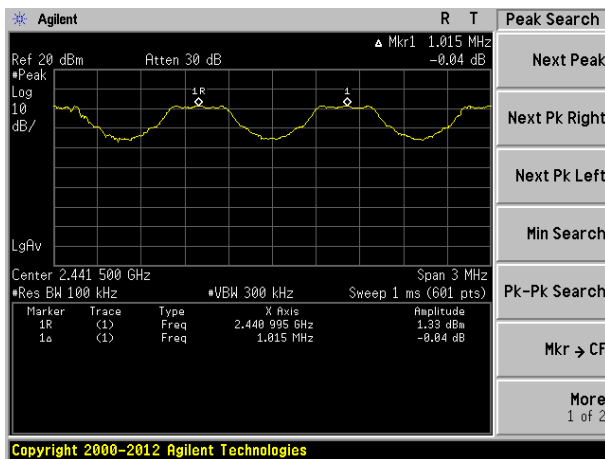 Agilent R T
Peak Search
Δ Mkr1 1.015 MHz
Ref 20 dBm Atten 30 dB -0.04 dB
#Peak
Log
10
dB/
1R
1
LgAv
Center 2.441 500 GHz Span 3 MHz
#Res BW 100 kHz #VBW 300 kHz Sweep 1 ms (601 pts)
Marker Trace Type X Axis Amplitude
1R (1) Freq 2.440 995 GHz 1.33 dBm
1Δ (1) Freq 1.015 MHz -0.04 dB
Next Peak
Next Pk Right
Next Pk Left
Min Search
Pk-Pk Search
Mkr → CF
More
1 of 2
Copyright 2000-2012 Agilent Technologies